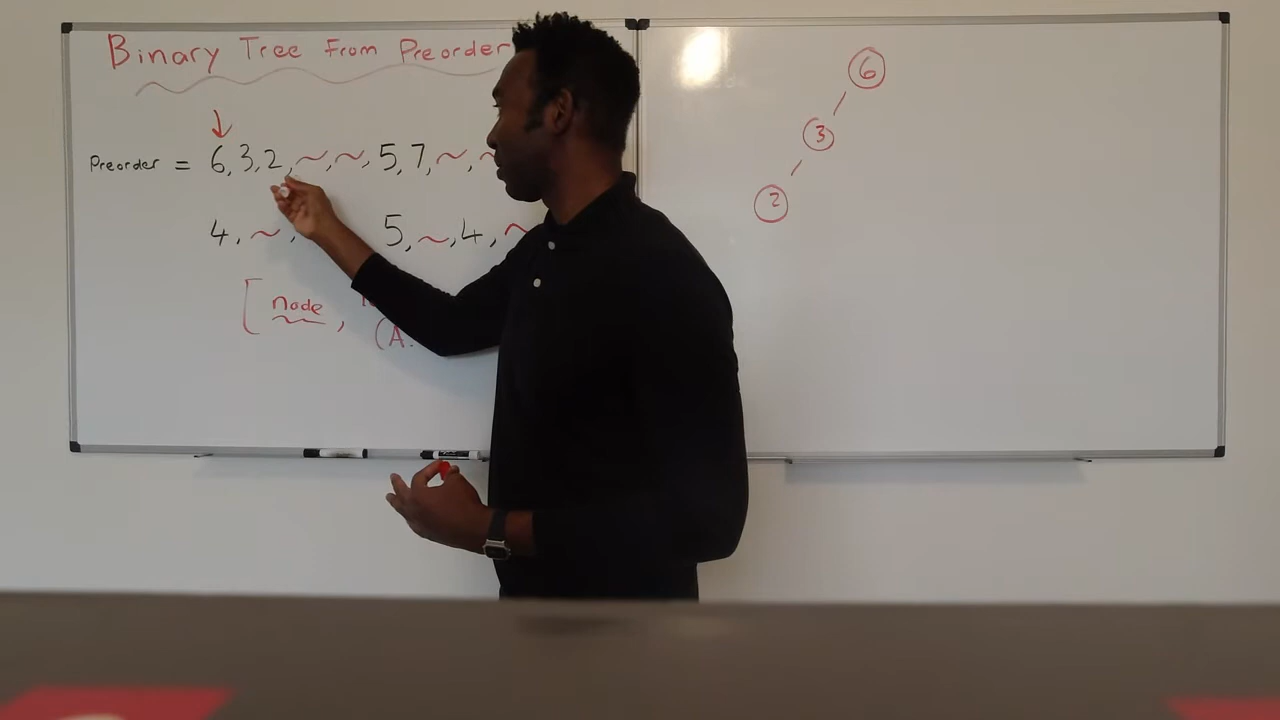 Binary Tree From Preorder
Preorder = 6,3,2,~,~,5,7,~,~
4,~, 5,~,4,~
[ node,
(A.
6
3
2